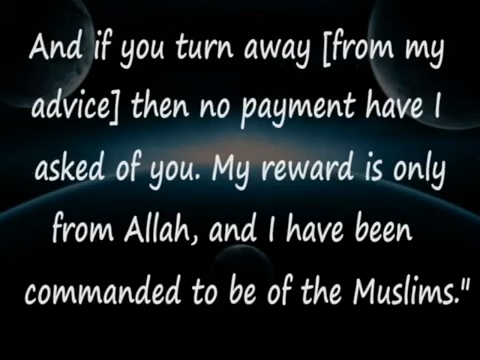 And if you turn away [from my
advice] then no payment have I
asked of you. My reward is only
from Allah, and I have been
commanded to be of the Muslims."